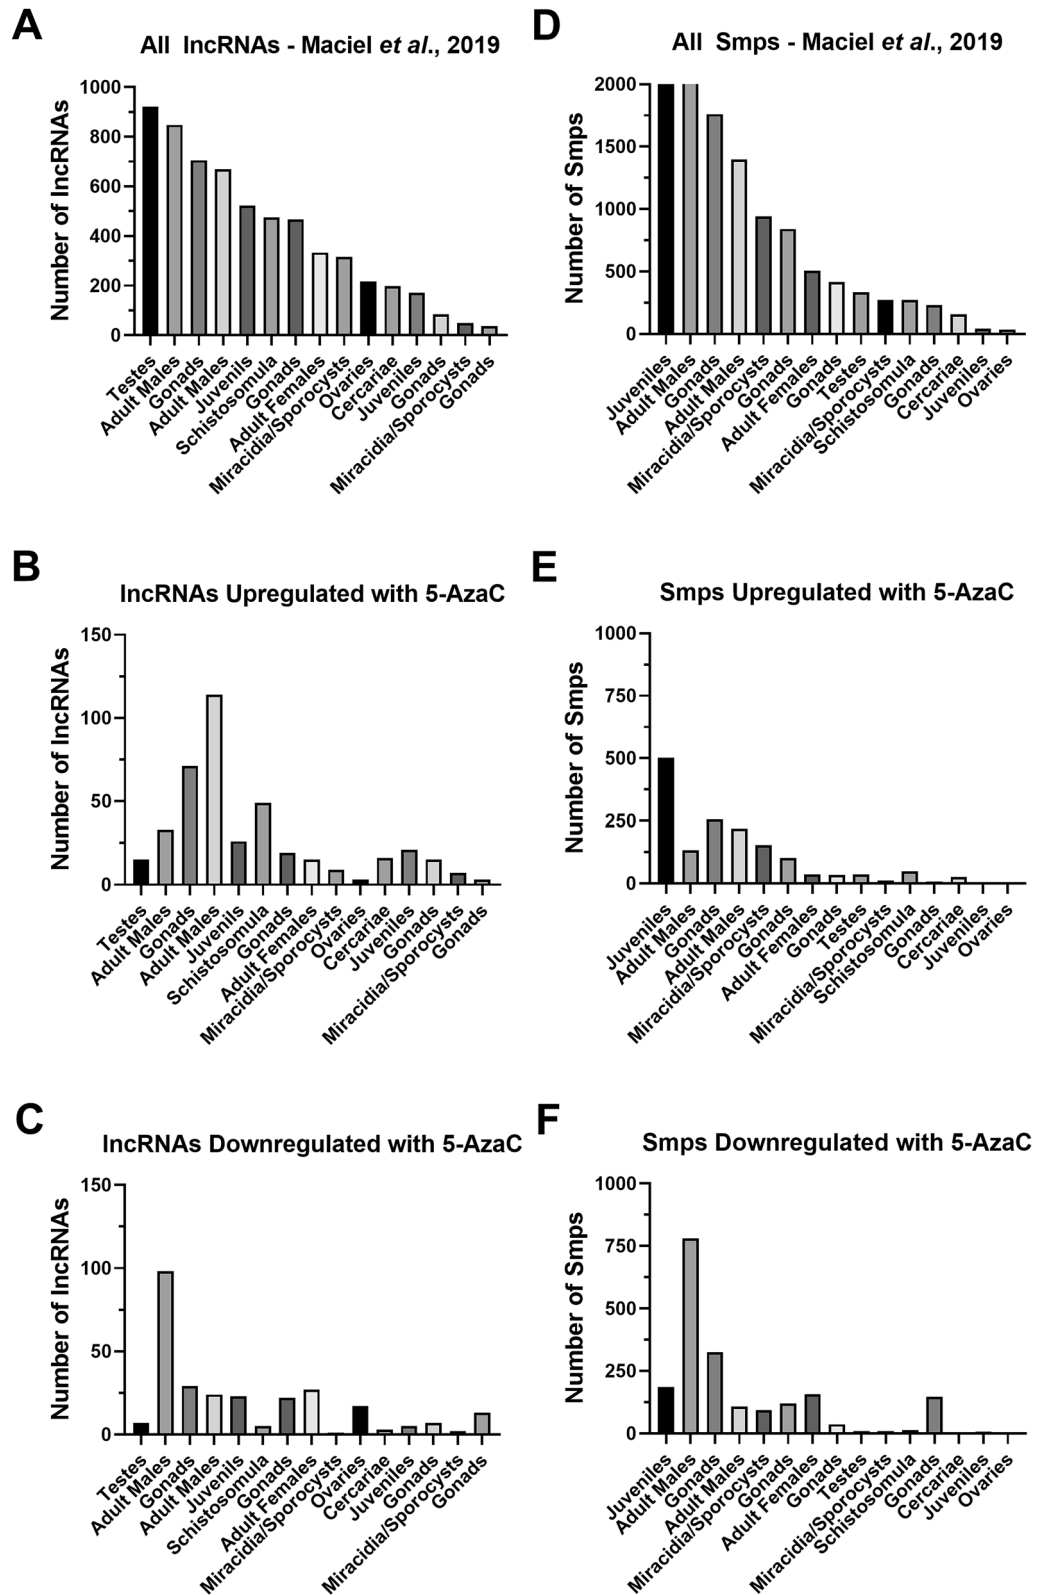 A
All lncRNAs - Maciel et al., 2019
Number of lncRNAs
1000
800
600
400
200
0
Testes
Adult Males
Gonads
Adult Males
Juvenils
Schistosomula
Gonads
Adult Females
Miracidia/Sporocysts
Ovaries
Cercariae
Juveniles
Gonads
Miracidia/Sporocysts
Gonads
D
All Smps - Maciel et al., 2019
Number of Smps
2000
1500
1000
500
0
Juveniles
Adult Males
Gonads
Adult Males
Miracidia/Sporocysts
Gonads
Adult Females
Gonads
Testes
Miracidia/Sporocysts
Schistosomula
Gonads
Cercariae
Juveniles
Ovaries
B
lncRNAs Upregulated with 5-AzaC
Number of lncRNAs
150
100
50
0
Testes
Adult Males
Gonads
Adult Males
Juvenils
Schistosomula
Gonads
Adult Females
Miracidia/Sporocysts
Ovaries
Cercariae
Juveniles
Gonads
Miracidia/Sporocysts
Gonads
E
Smps Upregulated with 5-AzaC
Number of Smps
1000
750
500
250
0
Juveniles
Adult Males
Gonads
Adult Males
Miracidia/Sporocysts
Gonads
Adult Females
Gonads
Testes
Miracidia/Sporocysts
Schistosomula
Gonads
Cercariae
Juveniles
Ovaries
C
lncRNAs Downregulated with 5-AzaC
Number of lncRNAs
150
100
50
0
Testes
Adult Males
Gonads
Adult Males
Juvenils
Schistosomula
Gonads
Adult Females
Miracidia/Sporocysts
Ovaries
Cercariae
Juveniles
Gonads
Miracidia/Sporocysts
Gonads
F
Smps Downregulated with 5-AzaC
Number of Smps
1000
750
500
250
0
Juveniles
Adult Males
Gonads
Adult Males
Miracidia/Sporocysts
Gonads
Adult Females
Gonads
Testes
Miracidia/Sporocysts
Schistosomula
Gonads
Cercariae
Juveniles
Ovaries